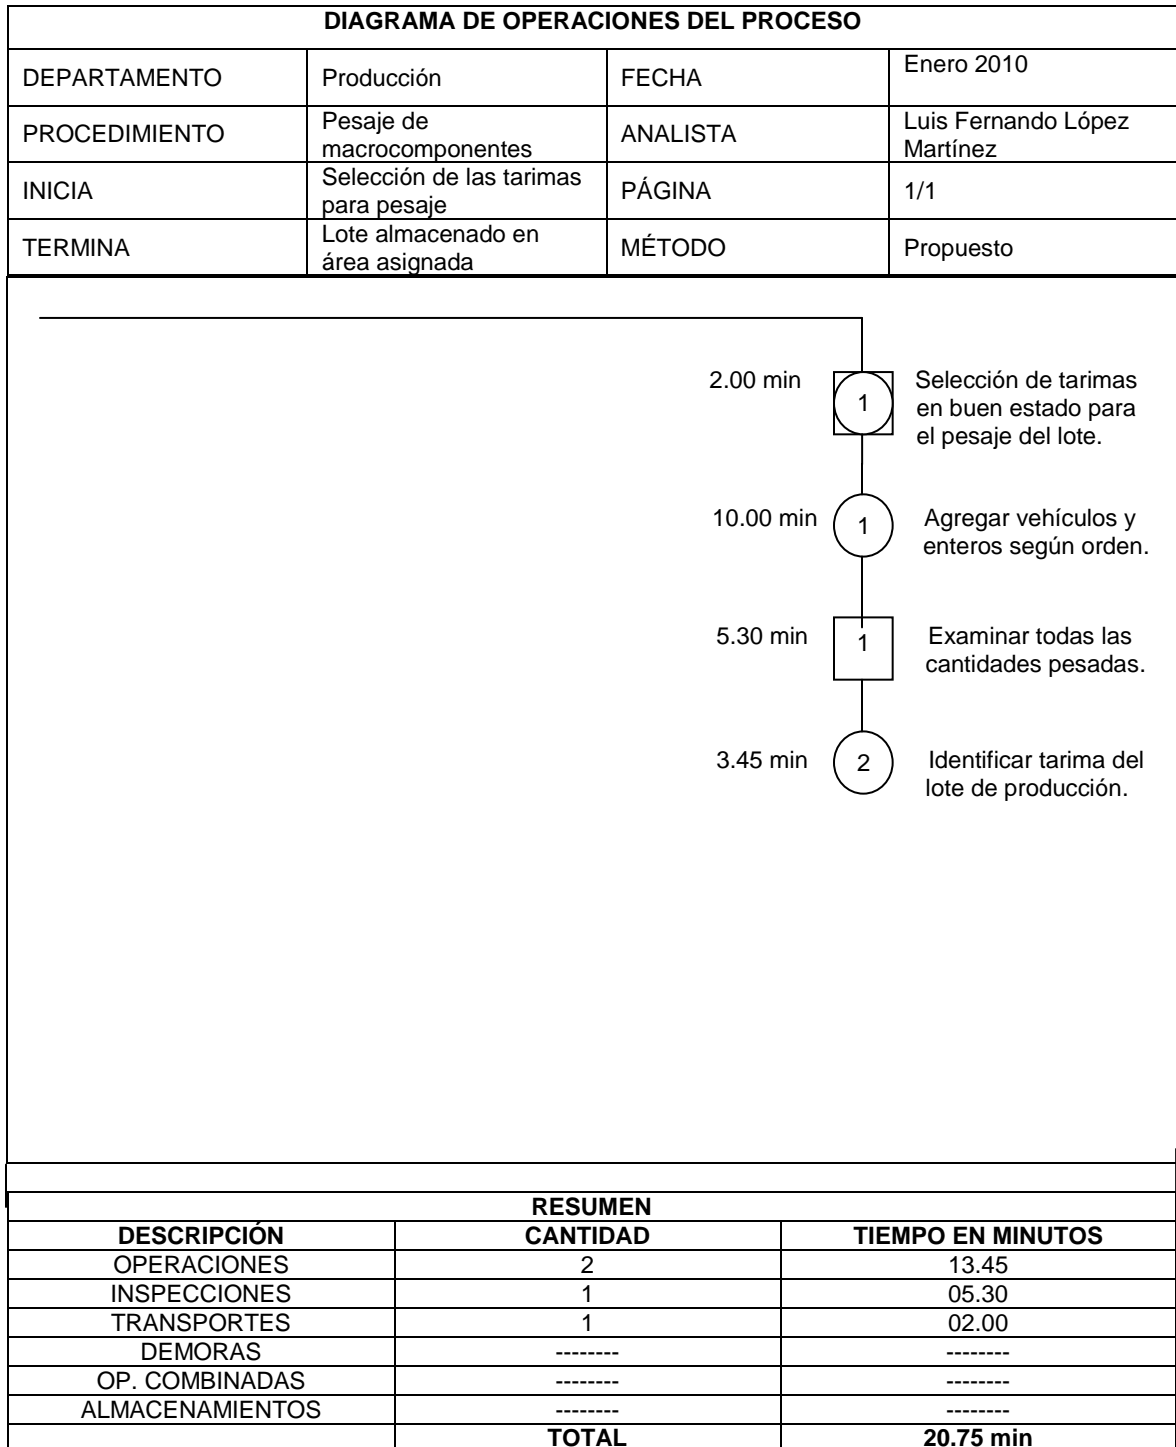 DIAGRAMA DE OPERACIONES DEL PROCESO
DEPARTAMENTO Producción FECHA Enero 2010
PROCEDIMIENTO Pesaje de macrocomponentes ANALISTA Luis Fernando López Martínez
INICIA Selección de las tarimas para pesaje PÁGINA 1/1
TERMINA Lote almacenado en área asignada MÉTODO Propuesto
2.00 min 1 Selección de tarimas
en buen estado para
el pesaje del lote.
10.00 min 1 Agregar vehículos y
enteros según orden.
5.30 min 1 Examinar todas las
cantidades pesadas.
3.45 min 2 Identificar tarima del
lote de producción.
RESUMEN
DESCRIPCIÓN CANTIDAD TIEMPO EN MINUTOS
OPERACIONES 2 13.45
INSPECCIONES 1 05.30
TRANSPORTES 1 02.00
DEMORAS -------- --------
OP. COMBINADAS -------- --------
ALMACENAMIENTOS -------- --------
TOTAL 20.75 min